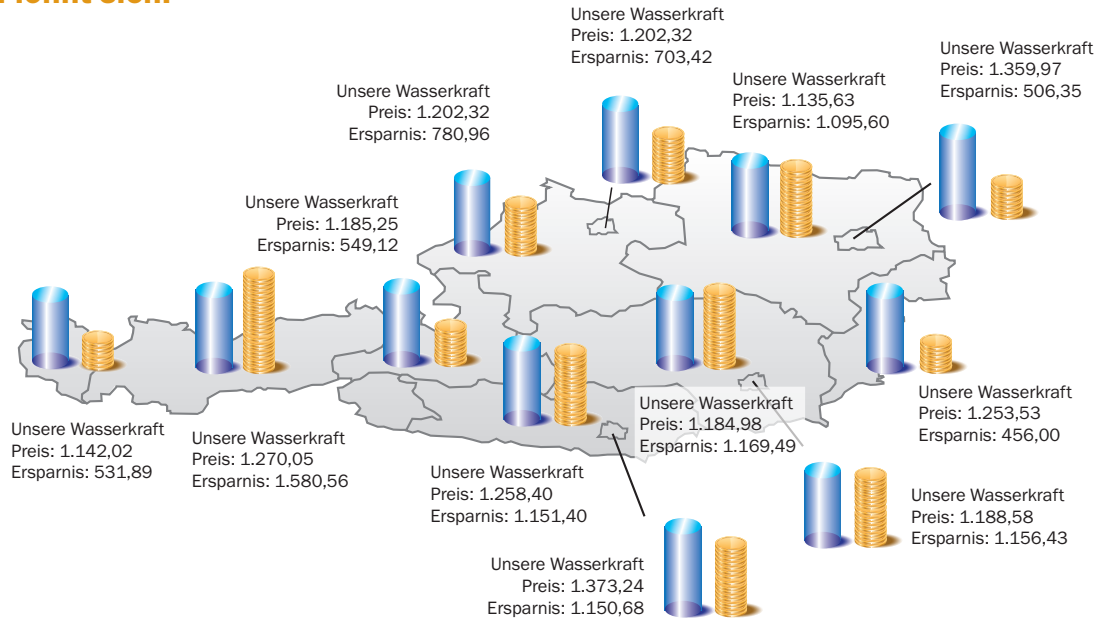 Unsere Wasserkraft
Preis: 1.202,32
Ersparnis: 703,42
Unsere Wasserkraft
Preis: 1.359,97
Ersparnis: 506,35
Unsere Wasserkraft
Preis: 1.135,63
Ersparnis: 1.095,60
Unsere Wasserkraft
Preis: 1.202,32
Ersparnis: 780,96
Unsere Wasserkraft
Preis: 1.185,25
Ersparnis: 549,12
Unsere Wasserkraft
Preis: 1.142,02
Ersparnis: 531,89
Unsere Wasserkraft
Preis: 1.270,05
Ersparnis: 1.580,56
Unsere Wasserkraft
Preis: 1.258,40
Ersparnis: 1.151,40
Unsere Wasserkraft
Preis: 1.184,98
Ersparnis: 1.169,49
Unsere Wasserkraft
Preis: 1.253,53
Ersparnis: 456,00
Unsere Wasserkraft
Preis: 1.188,58
Ersparnis: 1.156,43
Unsere Wasserkraft
Preis: 1.373,24
Ersparnis: 1.150,68